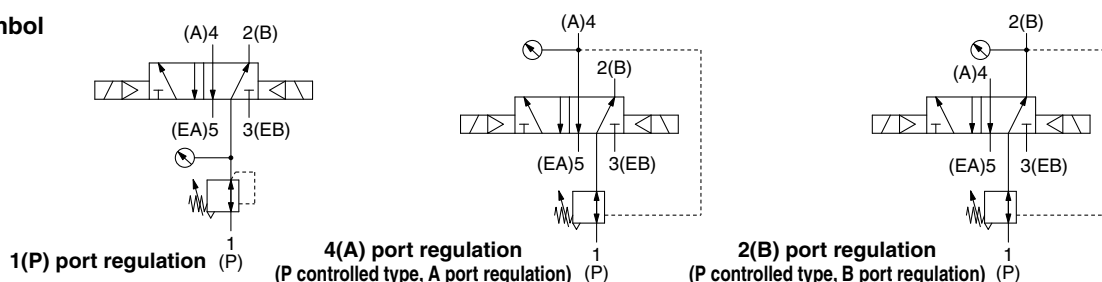 nbol
(A)4 2(B)
(EA)5 3(EB)
1
(P)
1(P) port regulation
(A)4
2(B)
(EA)5 3(EB)
1
(P)
4(A) port regulation
(P controlled type, A port regulation)
2(B)
(A)4
(EA)5 3(EB)
1
(P)
2(B) port regulation
(P controlled type, B port regulation)